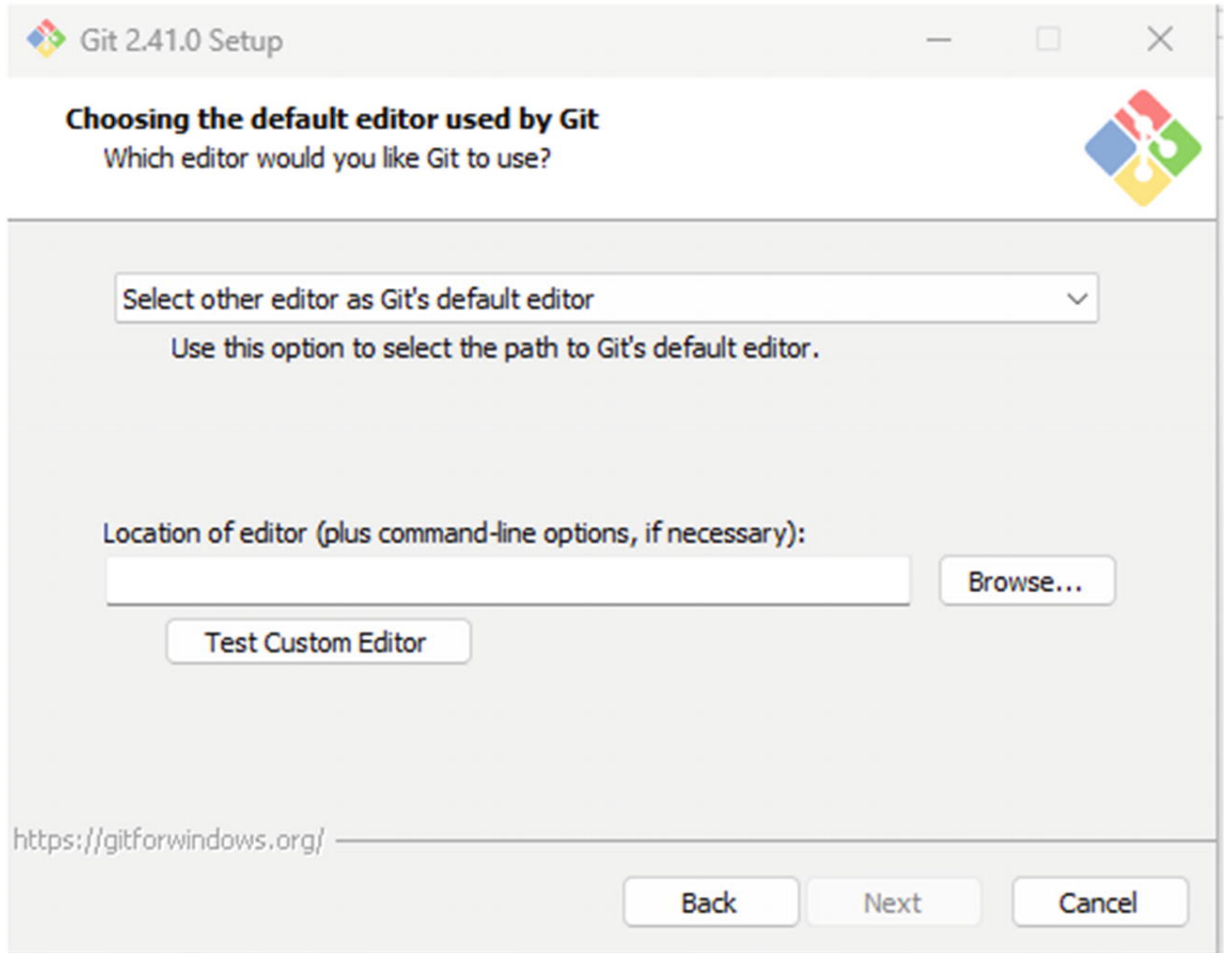 Git 2.41.0 Setup
Choosing the default editor used by Git
Which editor would you like Git to use?
Select other editor as Git's default editor
Use this option to select the path to Git's default editor.
Location of editor (plus command-line options, if necessary):
Browse...
Test Custom Editor
https://gitforwindows.org/
Back Next Cancel